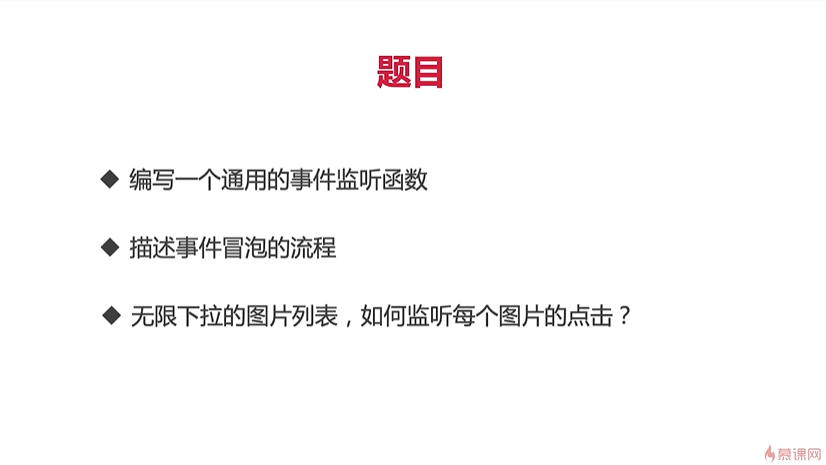 题目
◆ 编写一个通用的事件监听函数
◆ 描述事件冒泡的流程
◆ 无限下拉的图片列表，如何监听每个图片的点击？
慕课网